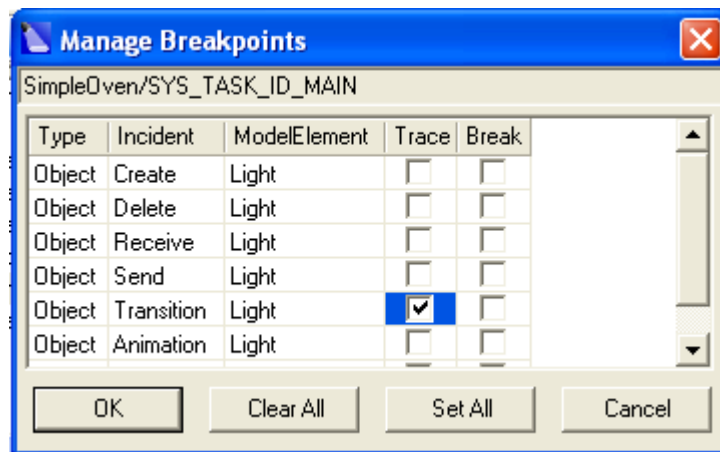 Manage Breakpoints
SimpleOven/SYS_TASK_ID_MAIN
Type Incident ModelElement Trace Break
Object Create Light
Object Delete Light
Object Receive Light
Object Send Light
Object Transition Light
Object Animation Light
OK Clear All Set All Cancel